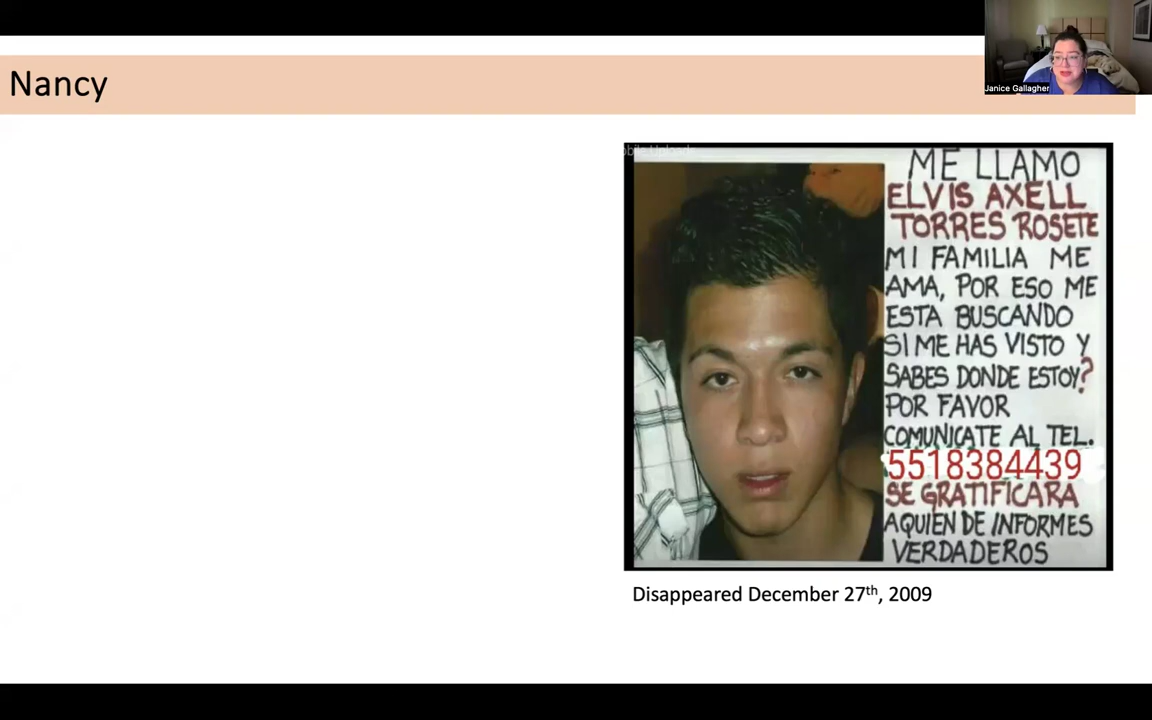 Nancy
Janice Gallagher
ME LLAMO
ELVIS AXELL
TORRES ROSETE
MI FAMILIA ME
AMA, POR ESO ME
ESTA BUSCANDO
SI ME HAS VISTO Y
SABES DONDE ESTOY?
POR FAVOR
COMUNICATE AL TEL.
5518384439
SE GRATIFICARA
AQUIEN DE INFORMES
VERDADEROS
Disappeared December 27th, 2009